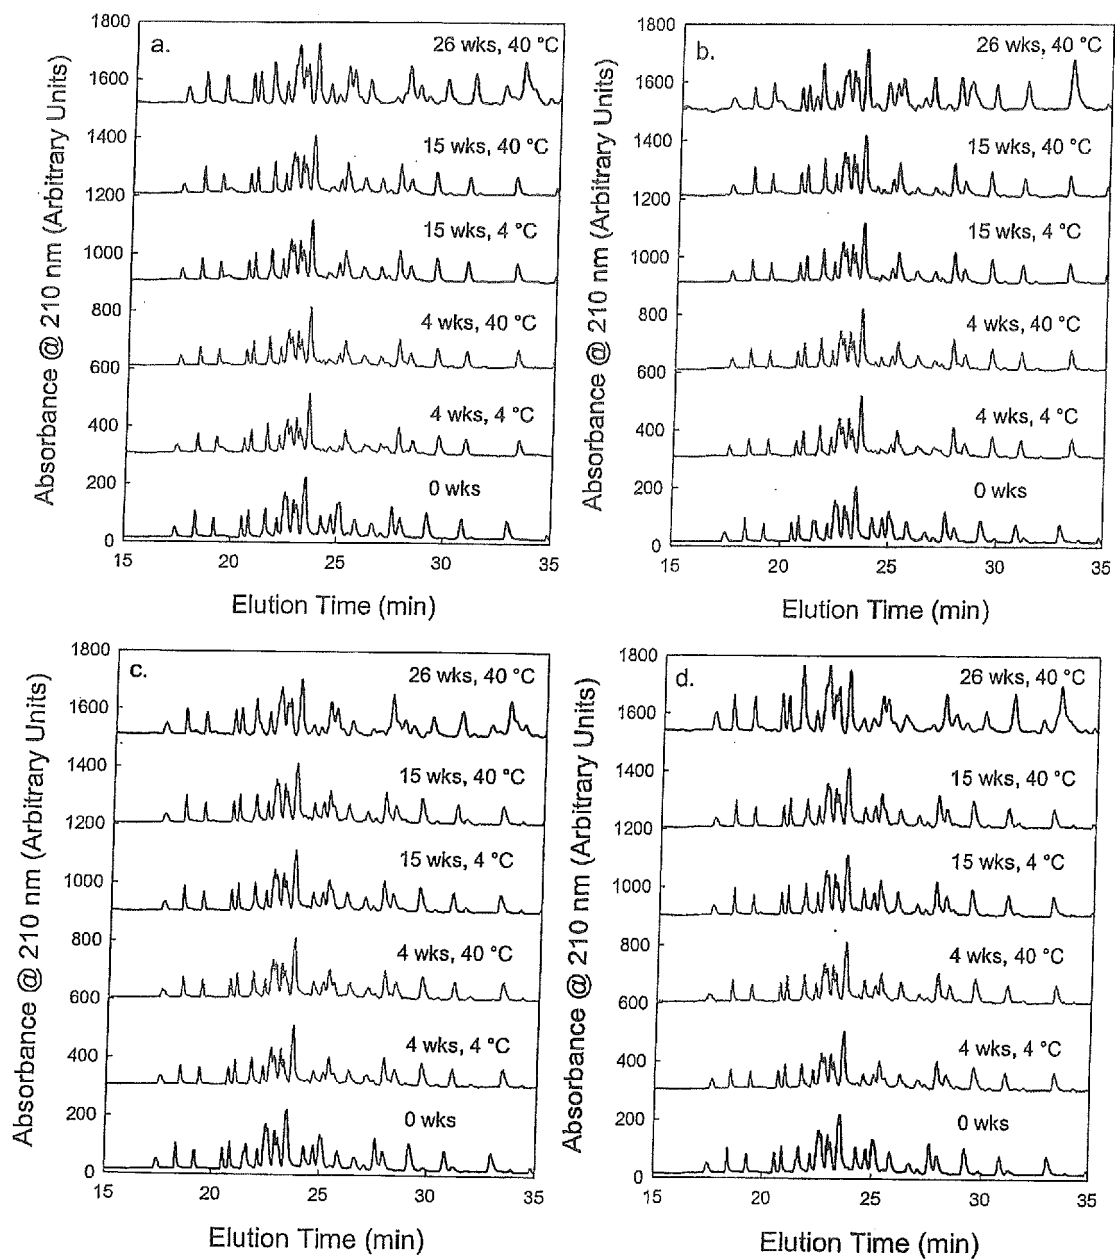 a.
26 wks, 40 °C
15 wks, 40 °C
15 wks, 4 °C
4 wks, 40 °C
4 wks, 4 °C
0 wks
1800
1600
1400
1200
1000
800
600
400
200
0
15 20 25 30 35
Absorbance @ 210 nm (Arbitrary Units)
Elution Time (min)
b.
26 wks, 40 °C
15 wks, 40 °C
15 wks, 4 °C
4 wks, 40 °C
4 wks, 4 °C
0 wks
1800
1600
1400
1200
1000
800
600
400
200
0
15 20 25 30 35
Absorbance @ 210 nm (Arbitrary Units)
Elution Time (min)
c.
26 wks, 40 °C
15 wks, 40 °C
15 wks, 4 °C
4 wks, 40 °C
4 wks, 4 °C
0 wks
1800
1600
1400
1200
1000
800
600
400
200
0
15 20 25 30 35
Absorbance @ 210 nm (Arbitrary Units)
Elution Time (min)
d.
26 wks, 40 °C
15 wks, 40 °C
15 wks, 4 °C
4 wks, 40 °C
4 wks, 4 °C
0 wks
1800
1600
1400
1200
1000
800
600
400
200
0
15 20 25 30 35
Absorbance @ 210 nm (Arbitrary Units)
Elution Time (min)